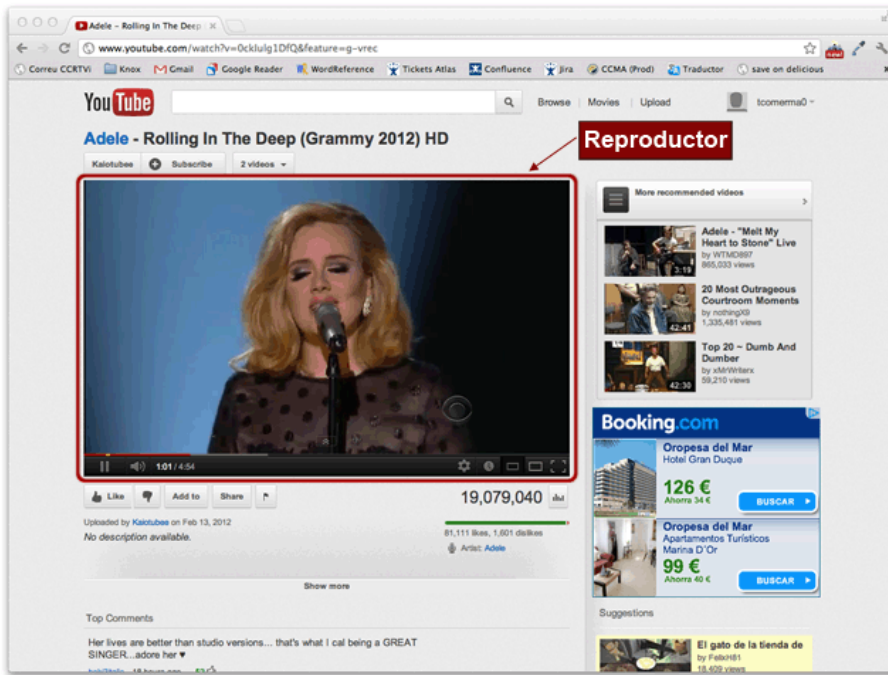 Adele - Rolling In The Deep
www.youtube.com/watch?v=0cklulg1DfQ&feature=g-vrec
Correu CCRTVi Knox Gmail Google Reader WordReference Tickets Atlas Confluence Jira CCMA (Prod) Traductor save on delicious
YouTube Browse Movies Upload tcomerma0
Adele - Rolling In The Deep (Grammy 2012) HD
Reproductor
Kaiotubee Subscribe 2 videos
1:01 / 4:54
Like Add to Share 19,079,040
Uploaded by Kaiotubee on Feb 13, 2012
No description available.
81,111 likes, 1,601 dislikes
Artist: Adele
Show more
Top Comments
Her lives are better than studio versions... that's what I cal being a GREAT
SINGER...adore her ♥
More recommended videos
Adele - "Melt My
Heart to Stone" Live
by WTMD897
865,033 views
3:19
20 Most Outrageous
Courtroom Moments
by nothingX9
1,335,481 views
42:41
Top 20 ~ Dumb And
Dumber
by xMrWriterx
59,210 views
42:30
Booking.com
Oropesa del Mar
Hotel Gran Duque
126 €
Ahorra 34 €
BUSCAR
Oropesa del Mar
Apartamentos Turísticos
Marina D'Or
99 €
Ahorra 40 €
BUSCAR
Suggestions
El gato de la tienda de
by FelixH81
18,409 views